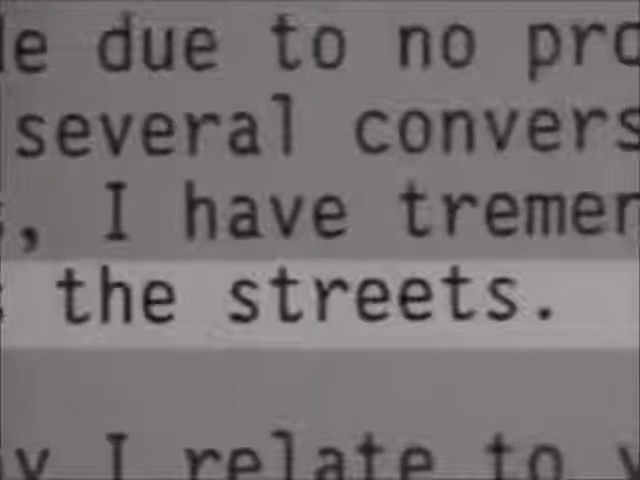 le due to no pro
several convers
, I have tremen
the streets.
I relate to